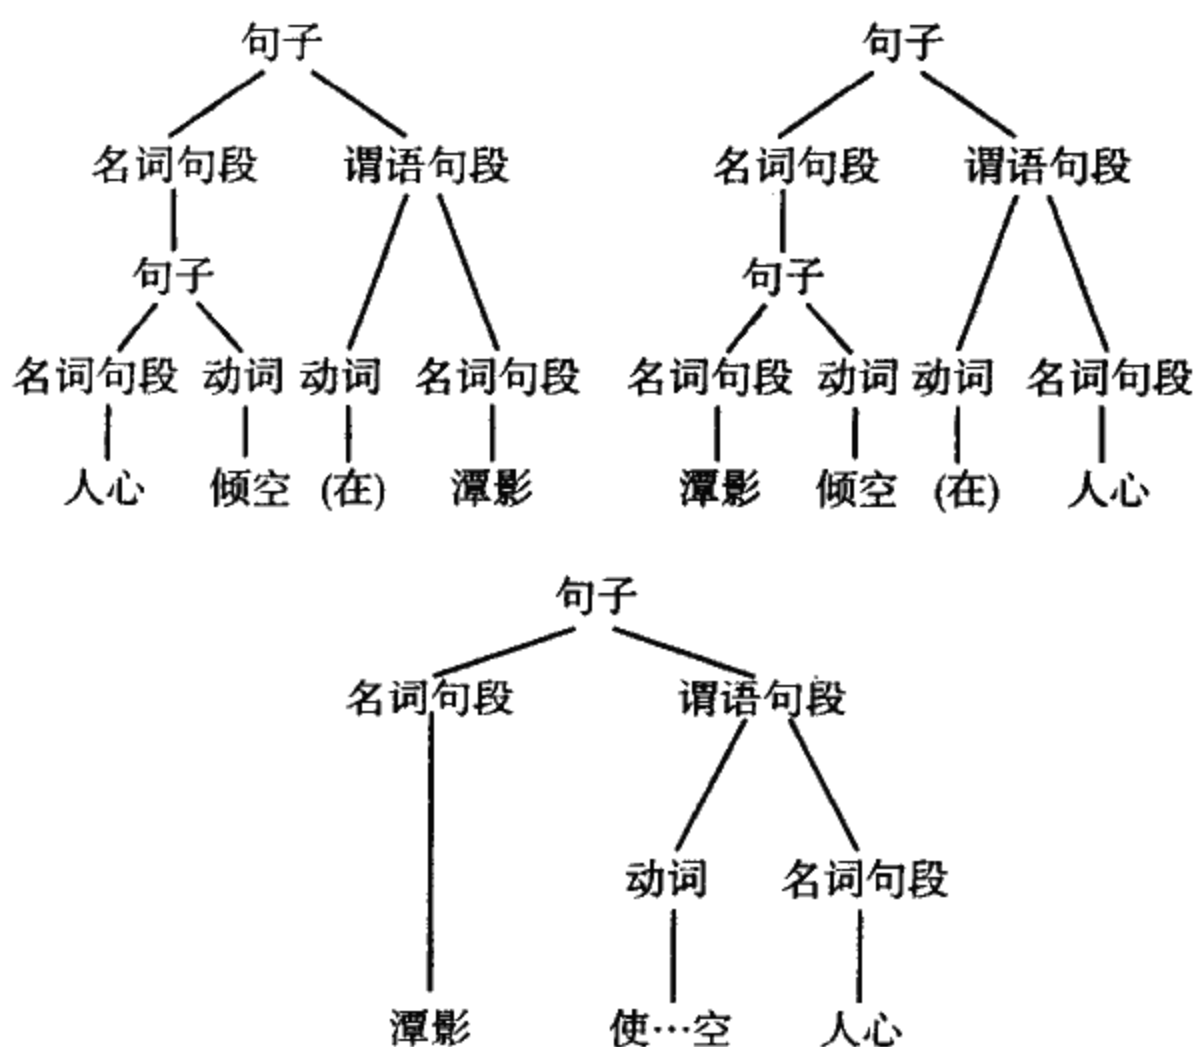 句子 句子
名词句段 谓语句段 名词句段 谓语句段
句子 句子
名词句段 动词 动词 名词句段 名词句段 动词 动词 名词句段
人心 倾空 (在) 潭影 潭影 倾空 (在) 人心
句子
名词句段 谓语句段
动词 名词句段
潭影 使…空 人心